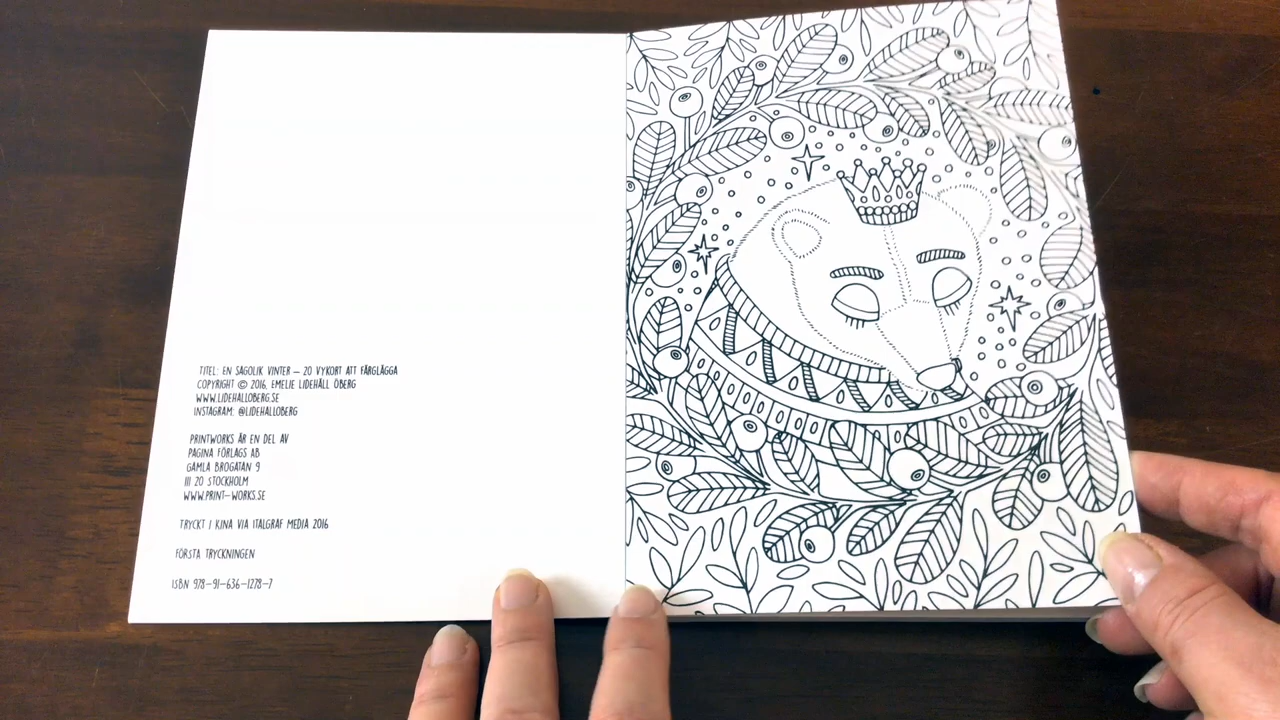 TITEL: EN SAGOLIK VINTER – 20 VYKORT ATT FÄRGLÄGGA
COPYRIGHT © 2016, EMELIE LIDEHÄLL ÖBERG
WWW.LIDEHALLOBERG.SE
INSTAGRAM: @LIDEHALLOBERG
PRINTWORKS ÄR EN DEL AV
PAGINA FÖRLAGS AB
GAMLA BROGATAN 9
111 20 STOCKHOLM
WWW.PRINT-WORKS.SE
TRYCKT I KINA VIA ITALGRAF MEDIA 2016
FÖRSTA TRYCKNINGEN
ISBN 978-91-636-1278-7